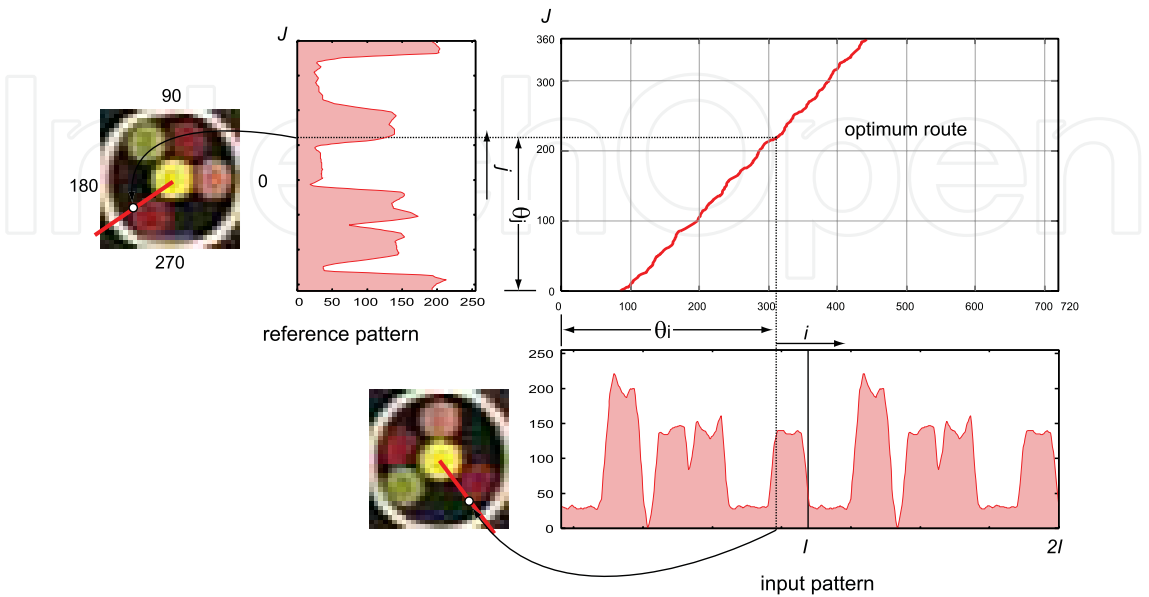 J
J
360
300
200
100
0
0 100 200 300 400 500 600 700 720
optimum route
90
180
0
270
j
θj
0 50 100 150 200 250
reference pattern
θi
i
250
200
150
100
50
0
I
2I
input pattern
IntechOpen